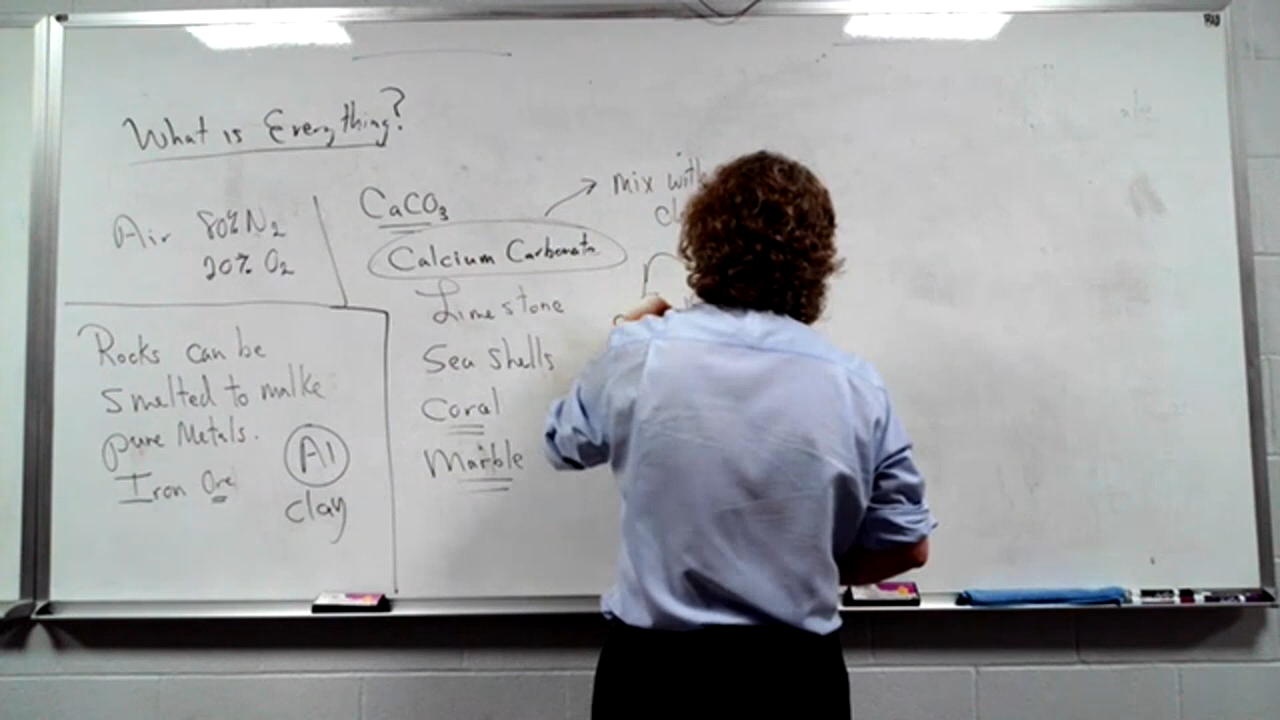 What is Everything?
Air 80% N2
20% O2
CaCO3
Calcium Carbonate
Limestone
Sea Shells
Coral
Marble
mix with
Rocks can be
smelted to make
pure Metals.
Iron Ore
Al
clay